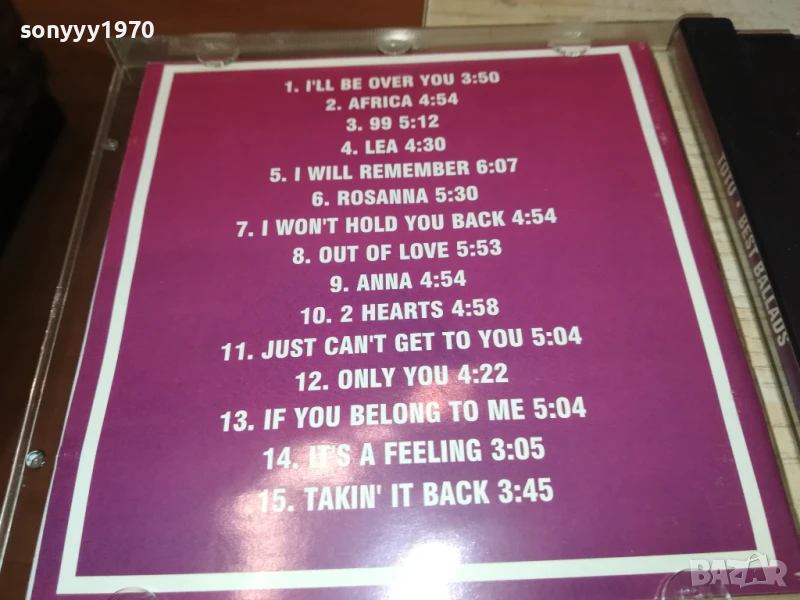 sonyyy1970
1. I'LL BE OVER YOU 3:50
2. AFRICA 4:54
3. 99 5:12
4. LEA 4:30
5. I WILL REMEMBER 6:07
6. ROSANNA 5:30
7. I WON'T HOLD YOU BACK 4:54
8. OUT OF LOVE 5:53
9. ANNA 4:54
10. 2 HEARTS 4:58
11. JUST CAN'T GET TO YOU 5:04
12. ONLY YOU 4:22
13. IF YOU BELONG TO ME 5:04
14. IT'S A FEELING 3:05
15. TAKIN' IT BACK 3:45
TOTO • BEST BALLADS
BAZAR